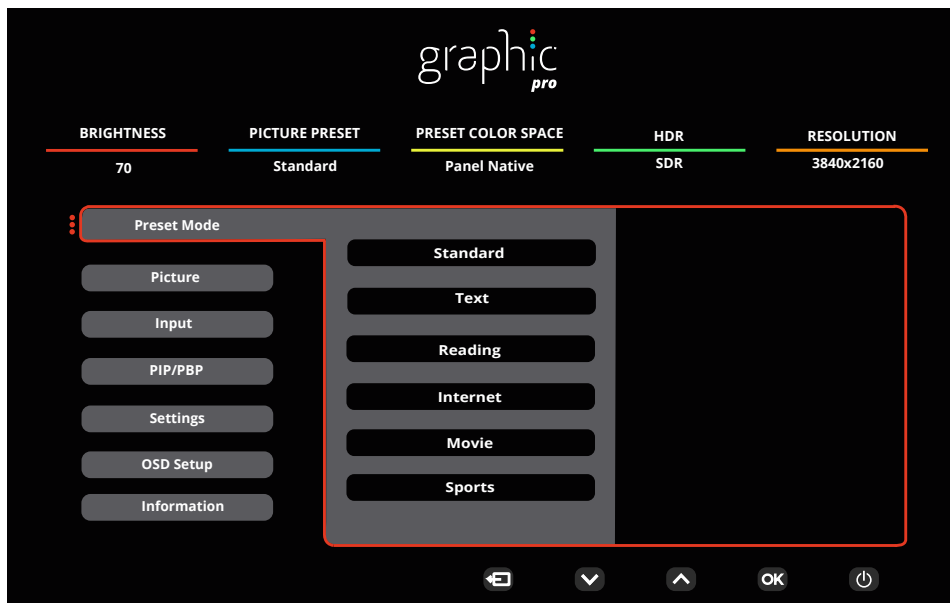 graphic
pro
BRIGHTNESS PICTURE PRESET PRESET COLOR SPACE HDR RESOLUTION
70 Standard Panel Native SDR 3840x2160
Preset Mode
Picture
Input
PIP/PBP
Settings
OSD Setup
Information
Standard
Text
Reading
Internet
Movie
Sports
OK